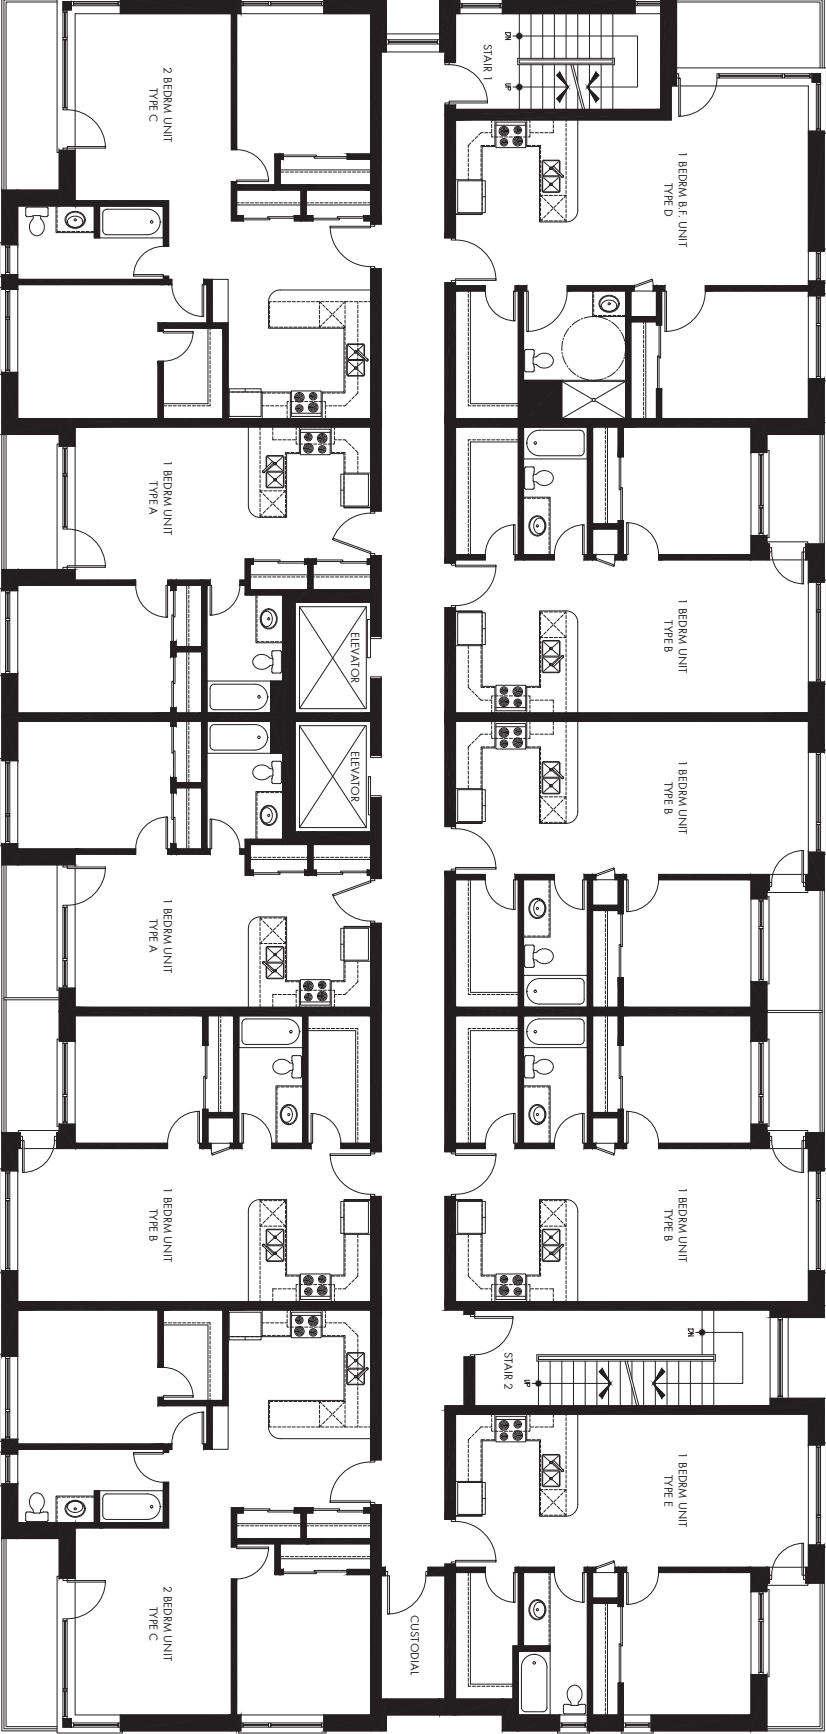 2 BEDRM UNIT
TYPE C
STAIR 1
DN
UP
1 BEDRM B.F. UNIT
TYPE D
1 BEDRM UNIT
TYPE A
ELEVATOR
1 BEDRM UNIT
TYPE B
ELEVATOR
1 BEDRM UNIT
TYPE B
1 BEDRM UNIT
TYPE A
1 BEDRM UNIT
TYPE B
1 BEDRM UNIT
TYPE B
DN
STAIR 2
UP
1 BEDRM UNIT
TYPE E
2 BEDRM UNIT
TYPE C
CUSTODIAL